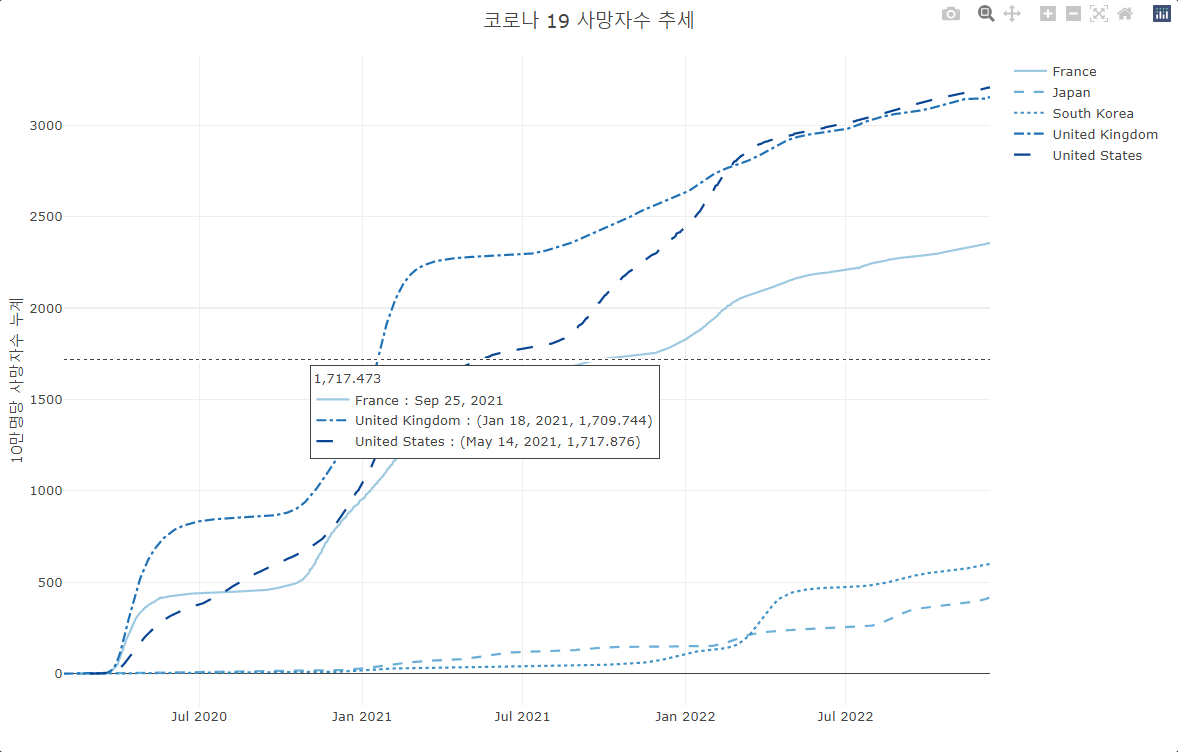 코로나 19 사망자수 추세
France
Japan
South Korea
United Kingdom
United States
10만명당 사망자수 누계
3000
2500
2000
1500
1000
500
0
1,717.473
France : Sep 25, 2021
United Kingdom : (Jan 18, 2021, 1,709.744)
United States : (May 14, 2021, 1,717.876)
Jul 2020
Jan 2021
Jul 2021
Jan 2022
Jul 2022